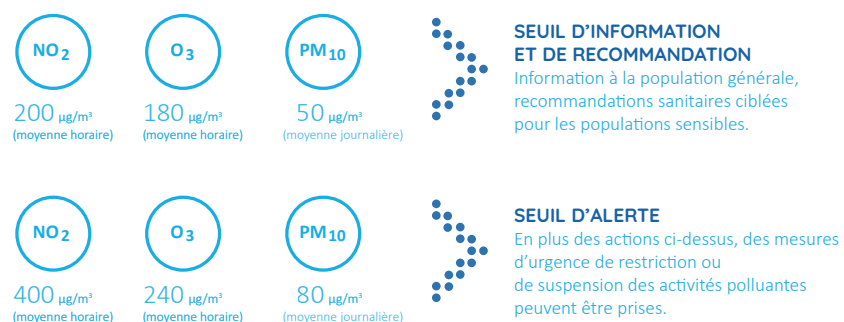 NO2 O3 PM10
200 µg/m³ 180 µg/m³ 50 µg/m³
(moyenne horaire) (moyenne horaire) (moyenne journalière)
SEUIL D’INFORMATION
ET DE RECOMMANDATION
Information à la population générale,
recommandations sanitaires ciblées
pour les populations sensibles.
NO2 O3 PM10
400 µg/m³ 240 µg/m³ 80 µg/m³
(moyenne horaire) (moyenne horaire) (moyenne journalière)
SEUIL D’ALERTE
En plus des actions ci-dessus, des mesures
d’urgence de restriction ou
de suspension des activités polluantes
peuvent être prises.